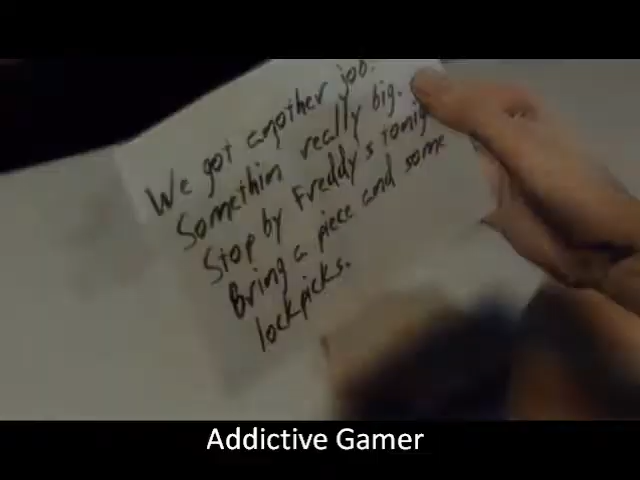 We got another job.
Somethin really big.
Stop by Freddy's tonig
Bring a piece and some
lockpicks.
Addictive Gamer